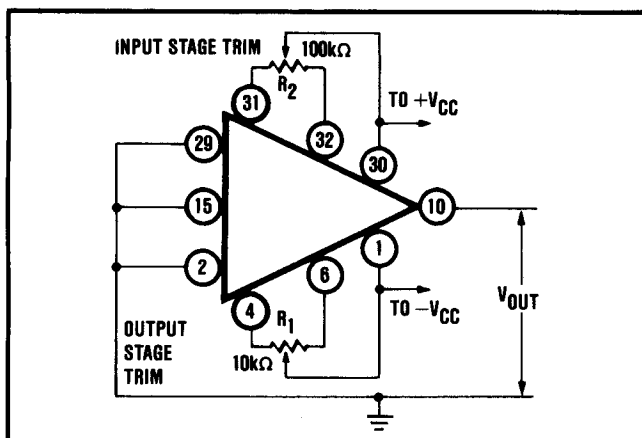 INPUT STAGE TRIM
100kΩ
R2
31
TO +VCC
29
32
30
15
10
1
2
6
VOUT
4
R1
TO −VCC
OUTPUT
STAGE
TRIM
10kΩ